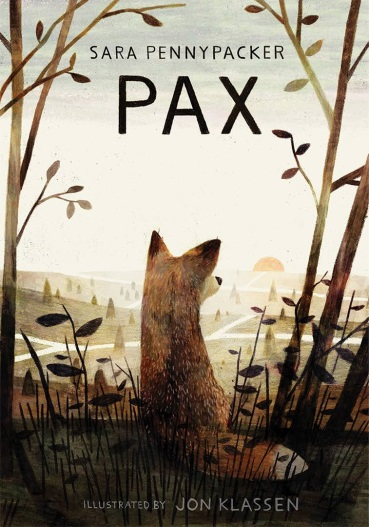 SARA PENNYPACKER
PAX
ILLUSTRATED BY JON KLASSEN